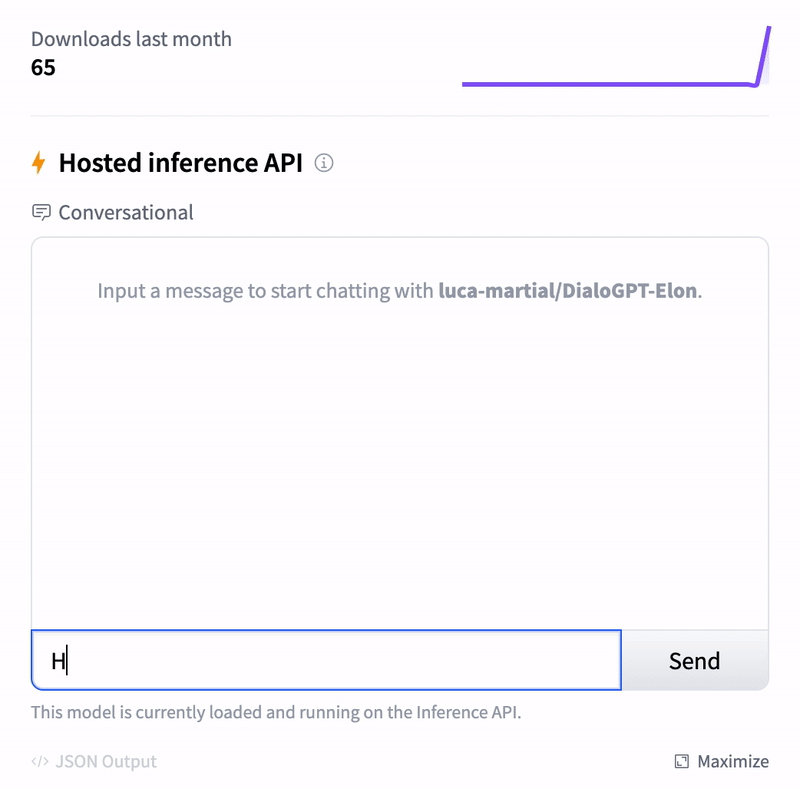 Downloads last month
65
Hosted inference API
Conversational
Input a message to start chatting with luca-martial/DialoGPT-Elon.
H
Send
This model is currently loaded and running on the Inference API.
</> JSON Output
Maximize